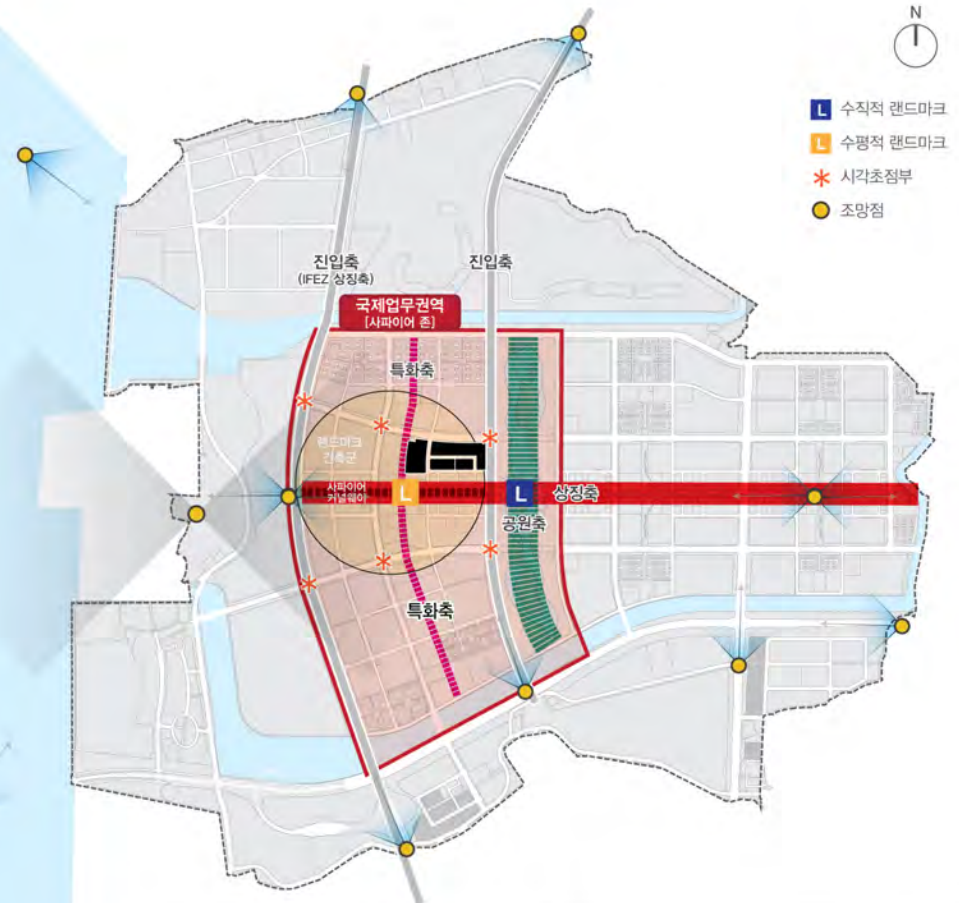 N
L 수직적 랜드마크
L 수평적 랜드마크
시각초점부
조망점
진입축
(IFEZ 상징축)
진입축
국제업무권역
[사파이어 존]
특화축
랜드마크
건축군
사파이어
커널웨이
L
L
상징축
공원축
특화축